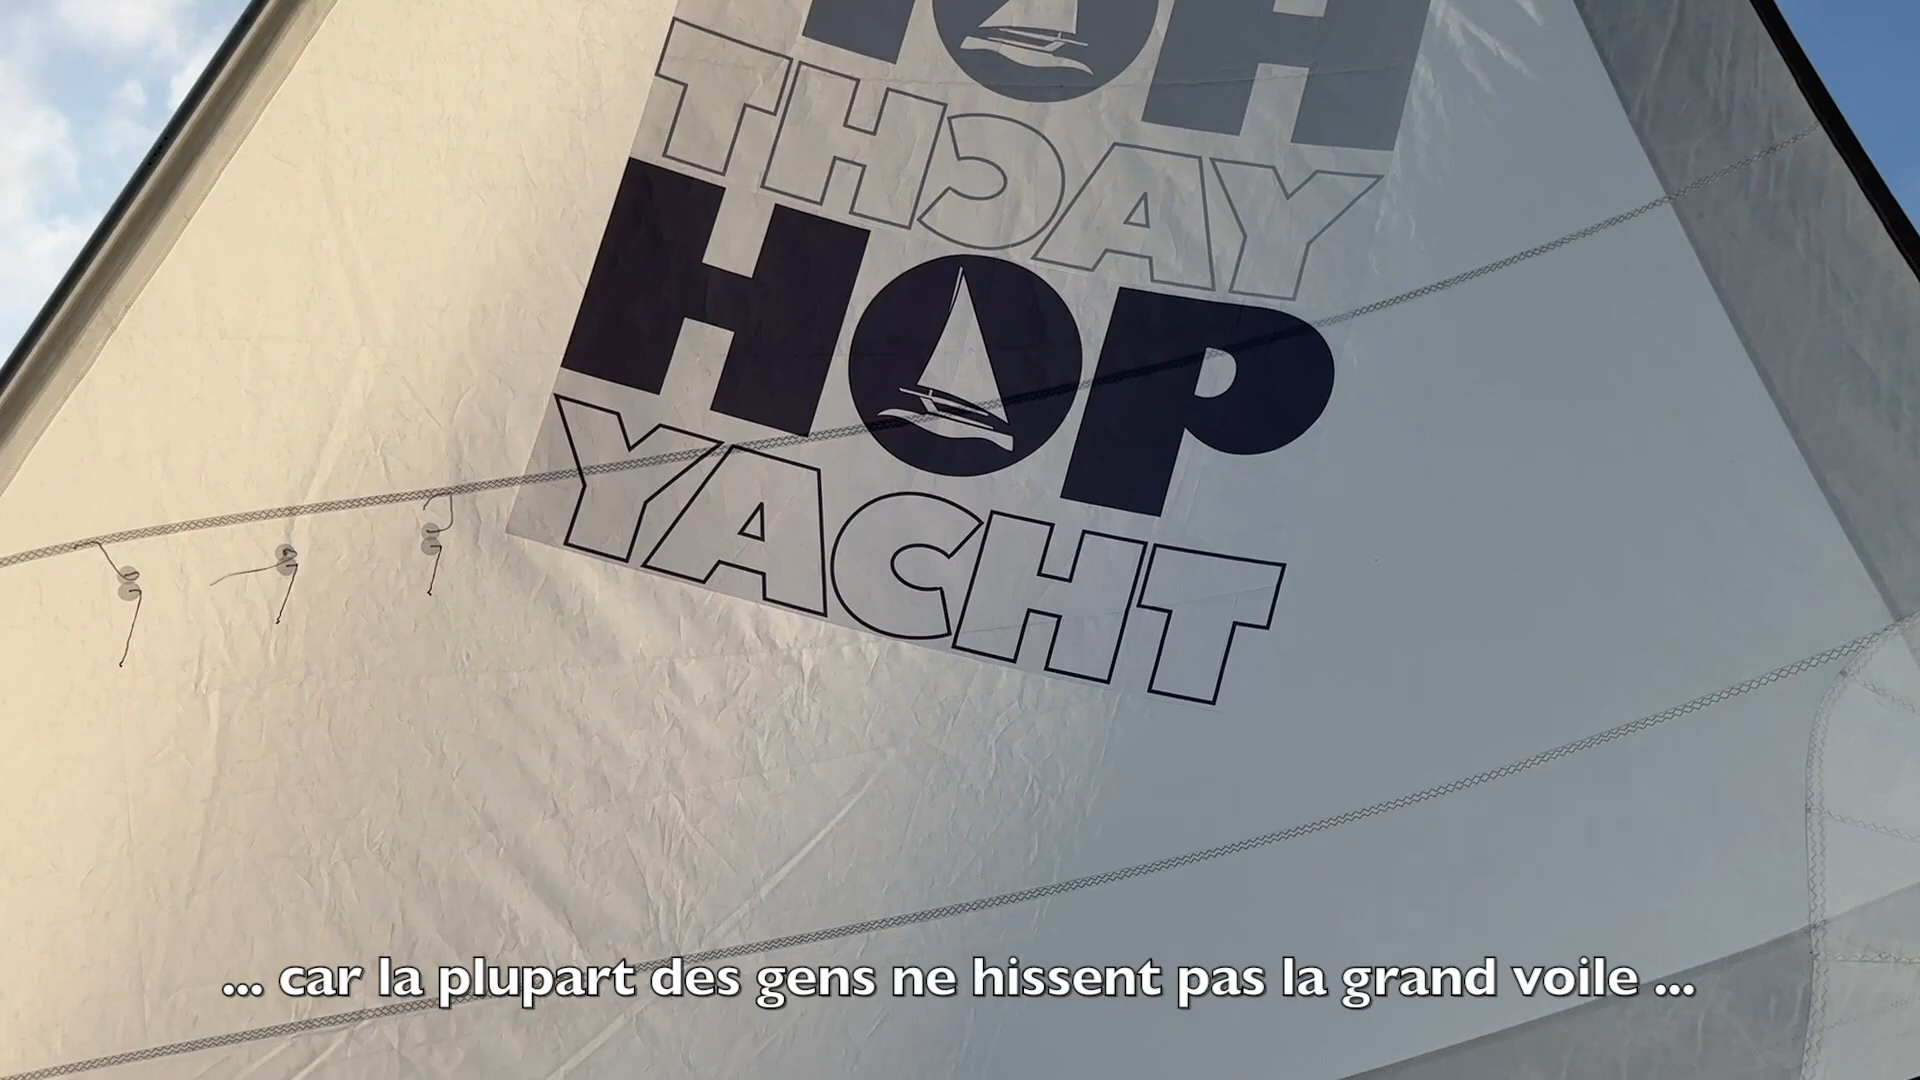 HOP
YACHT
HOP
YACHT
... car la plupart des gens ne hissent pas la grand voile ...